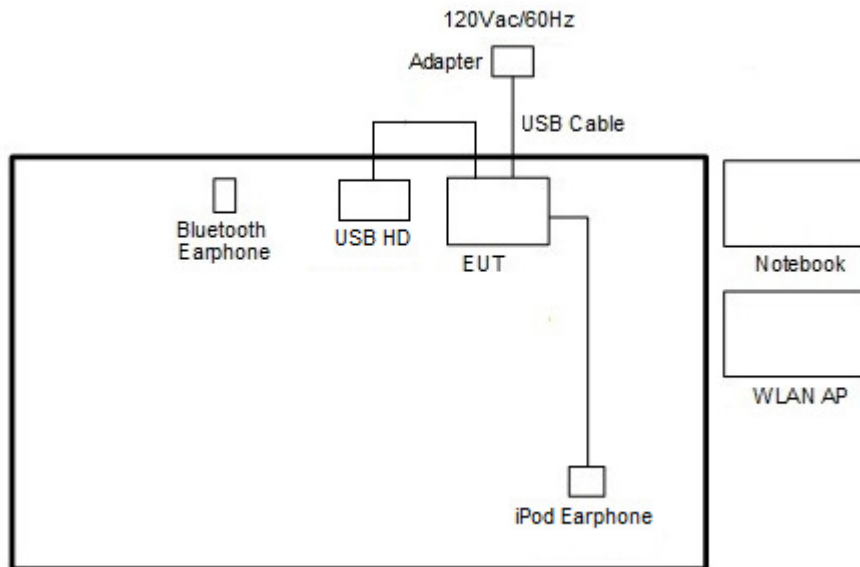 120Vac/60Hz
Adapter
USB Cable
Bluetooth
Earphone
USB HD
EUT
Notebook
WLAN AP
iPod Earphone